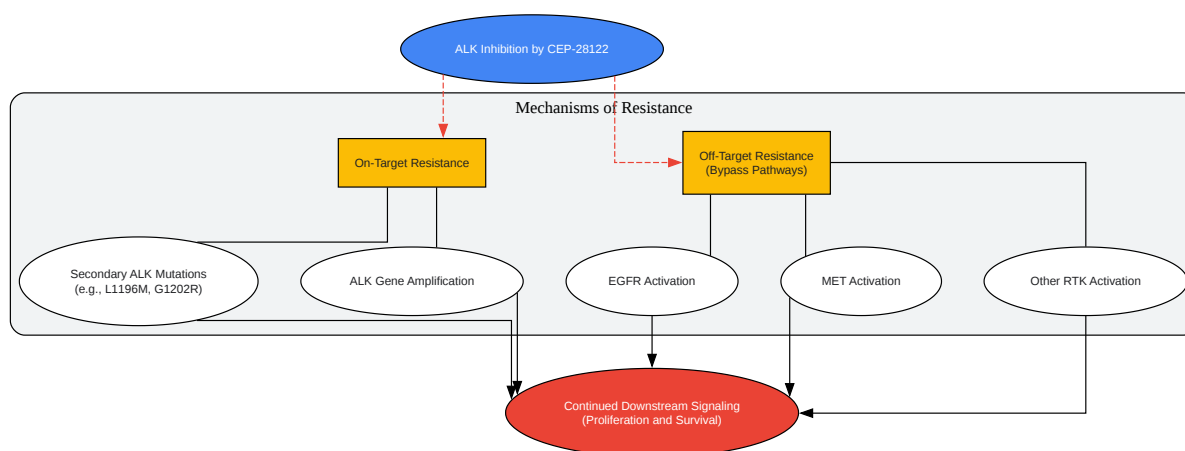 ALK Inhibition by CEP-28122
Mechanisms of Resistance
On-Target Resistance
Off-Target Resistance
(Bypass Pathways)
Secondary ALK Mutations
(e.g., L1196M, G1202R)
ALK Gene Amplification
EGFR Activation
MET Activation
Other RTK Activation
Continued Downstream Signaling
(Proliferation and Survival)